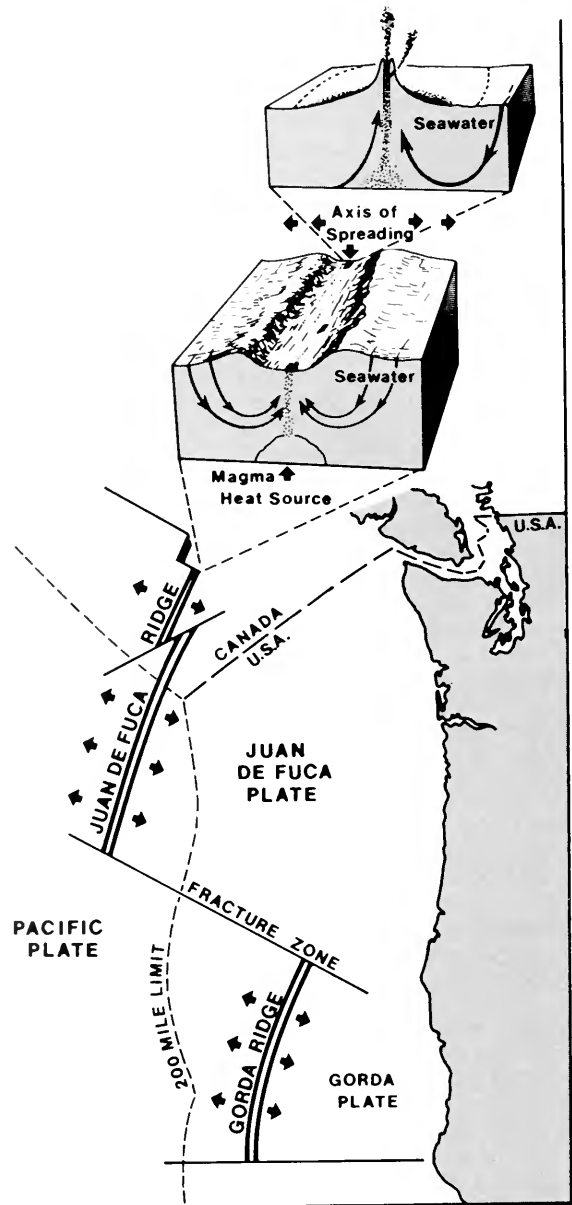 Seawater
Axis of
Spreading
Seawater
Magma
Heat Source
U.S.A.
RIDGE
CANADA
U.S.A.
JUAN DE FUCA
JUAN
DE FUCA
PLATE
FRACTURE ZONE
PACIFIC
PLATE
200 MILE LIMIT
GORDA RIDGE
GORDA
PLATE